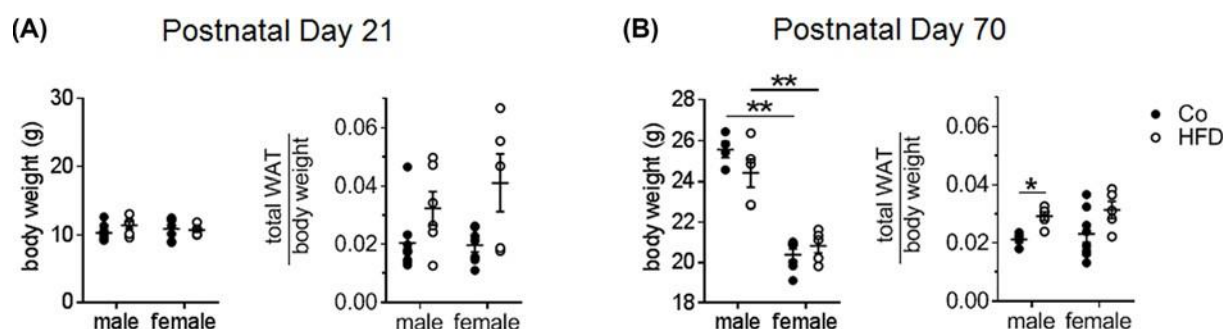 (A) Postnatal Day 21
body weight (g)
30
20
10
0
male female
total WAT
body weight
0.06
0.04
0.02
0.00
male female
(B) Postnatal Day 70
body weight (g)
28
26
24
22
20
18
**
**
male female
total WAT
body weight
0.06
0.04
0.02
0.00
*
male female
Co
HFD